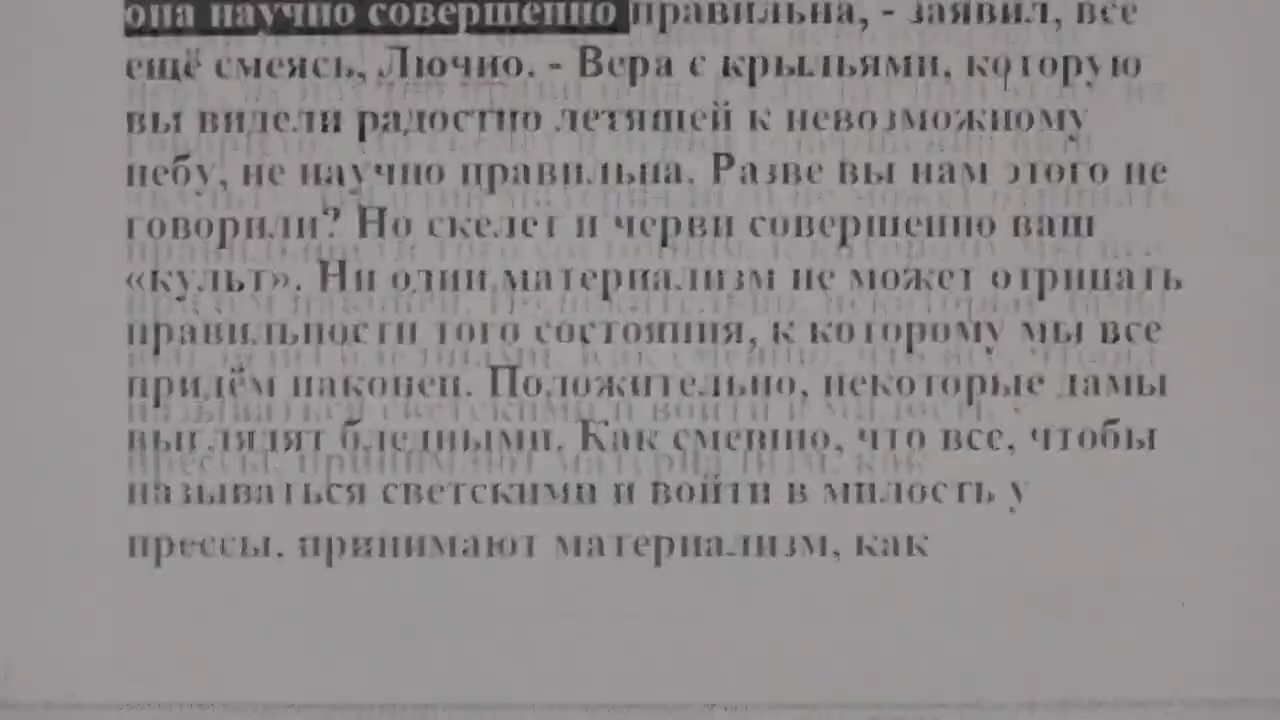 она научно совершенно правильна, - заявил, всё
ещё смеясь, Лючио. - Вера с крыльями, которую
вы видели радостно летящей к невозможному
небу, не научно правильна. Разве вы нам этого не
говорили? Но скелет и черви совершенно ваш
«культ». Ни один материализм не может отрицать
правильности того состояния, к которому мы все
придём наконец. Положительно, некоторые дамы
выглядят бледными. Как смешно, что все, чтобы
называться светскими и войти в милость у
прессы, принимают материализм, как